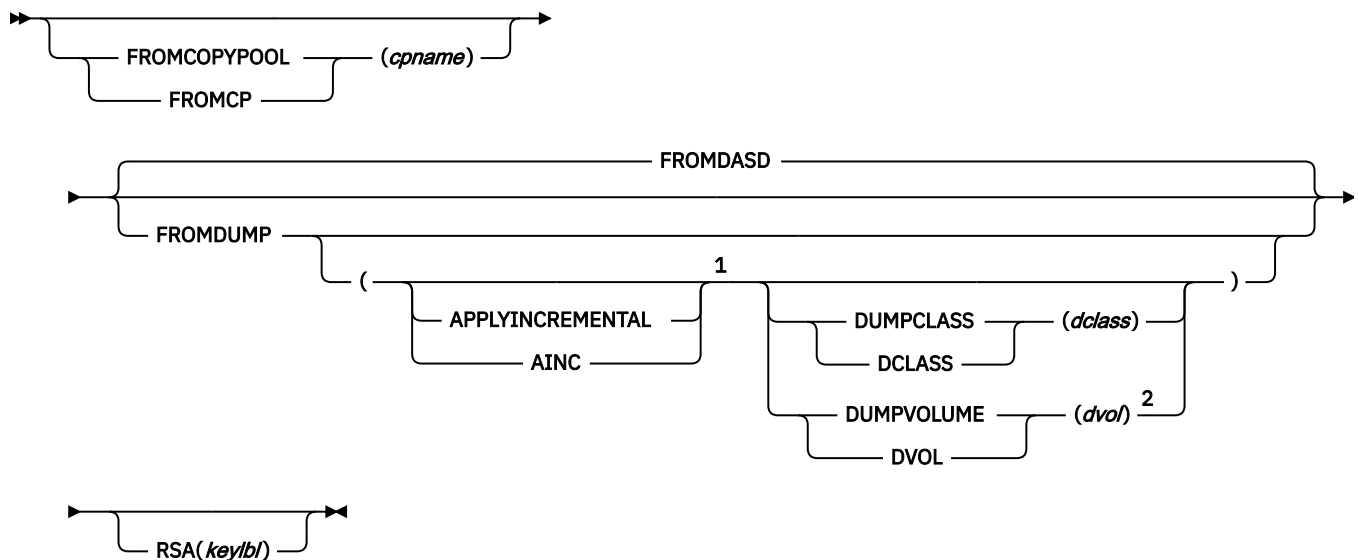 FROMCOPYPOOL (cpname)
FROMCP
FROMDASD
FROMDUMP
( 1 )
APPLYINCREMENTAL DUMPCLASS (dclass)
AINC DCLASS
DUMPVOLUME (dvol) 2
DVOL
RSA(keylbl)